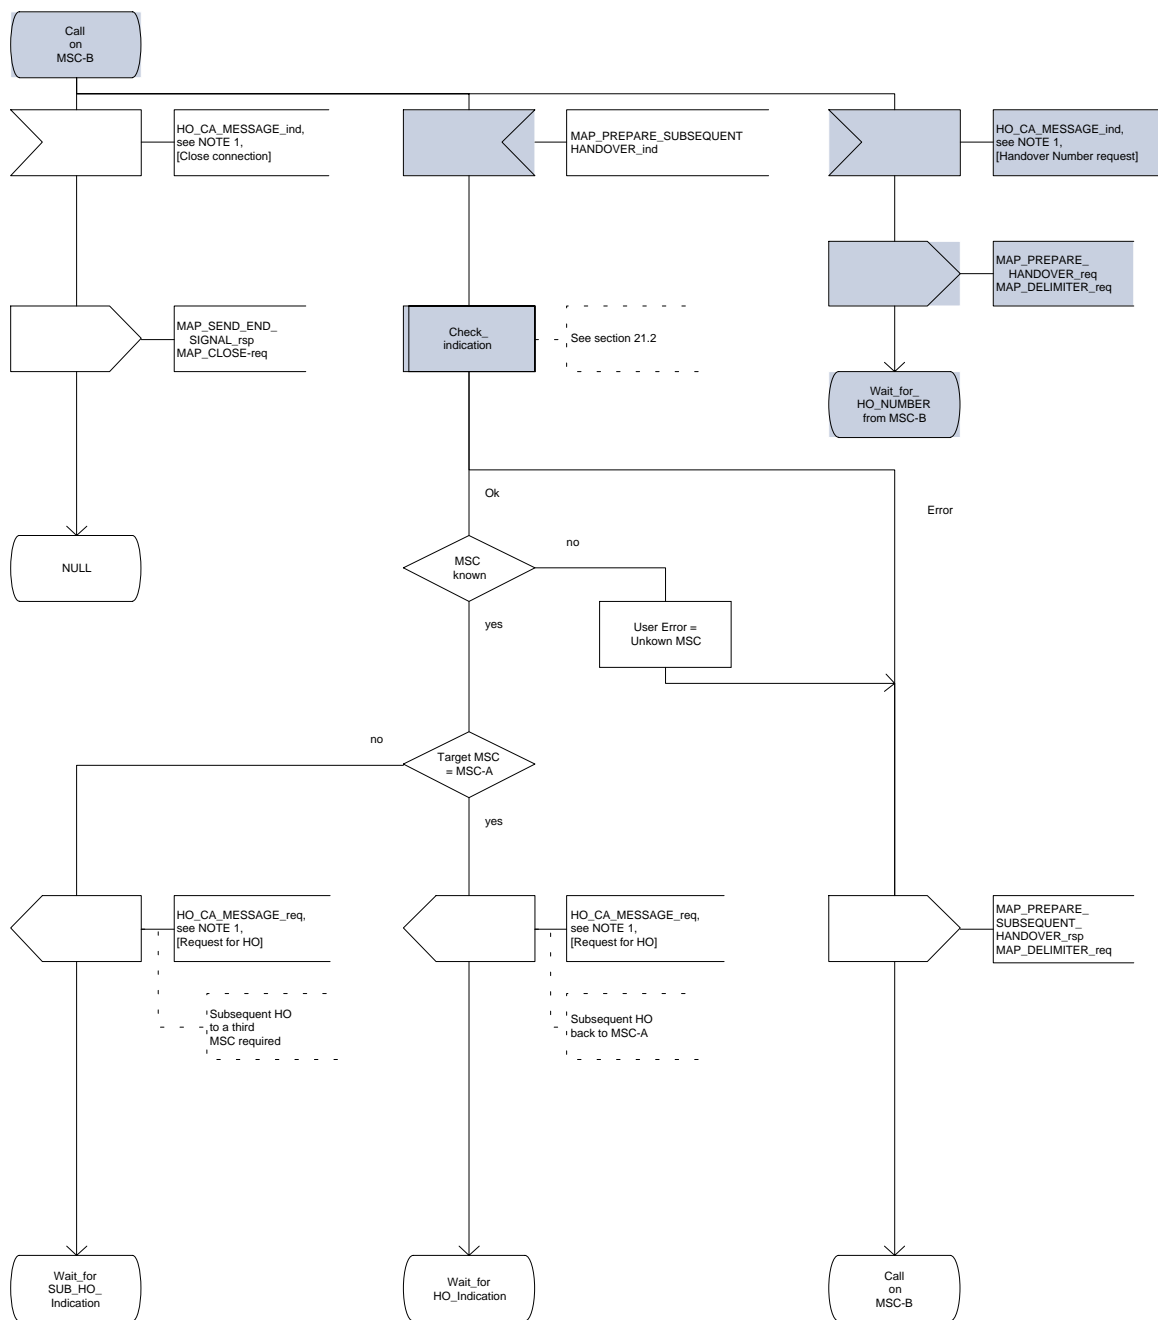 Call
on
MSC-B
HO_CA_MESSAGE_ind,
see NOTE 1,
[Close connection]
MAP_PREPARE_SUBSEQUENT
HANDOVER_ind
HO_CA_MESSAGE_ind,
see NOTE 1,
[Handover Number request]
MAP_PREPARE_
HANDOVER_req
MAP_DELIMITER_req
MAP_SEND_END_
SIGNAL_rsp
MAP_CLOSE-req
Check_
indication
See section 21.2
Wait_for_
HO_NUMBER
from MSC-B
Ok
Error
NULL
MSC
known
no
yes
User Error =
Unkown MSC
no
Target MSC
= MSC-A
yes
HO_CA_MESSAGE_req,
see NOTE 1,
[Request for HO]
HO_CA_MESSAGE_req,
see NOTE 1,
[Request for HO]
MAP_PREPARE_
SUBSEQUENT_
HANDOVER_rsp
MAP_DELIMITER_req
Subsequent HO
to a third
MSC required
Subsequent HO
back to MSC-A
Wait_for
SUB_HO_
Indication
Wait_for
HO_Indication
Call
on
MSC-B